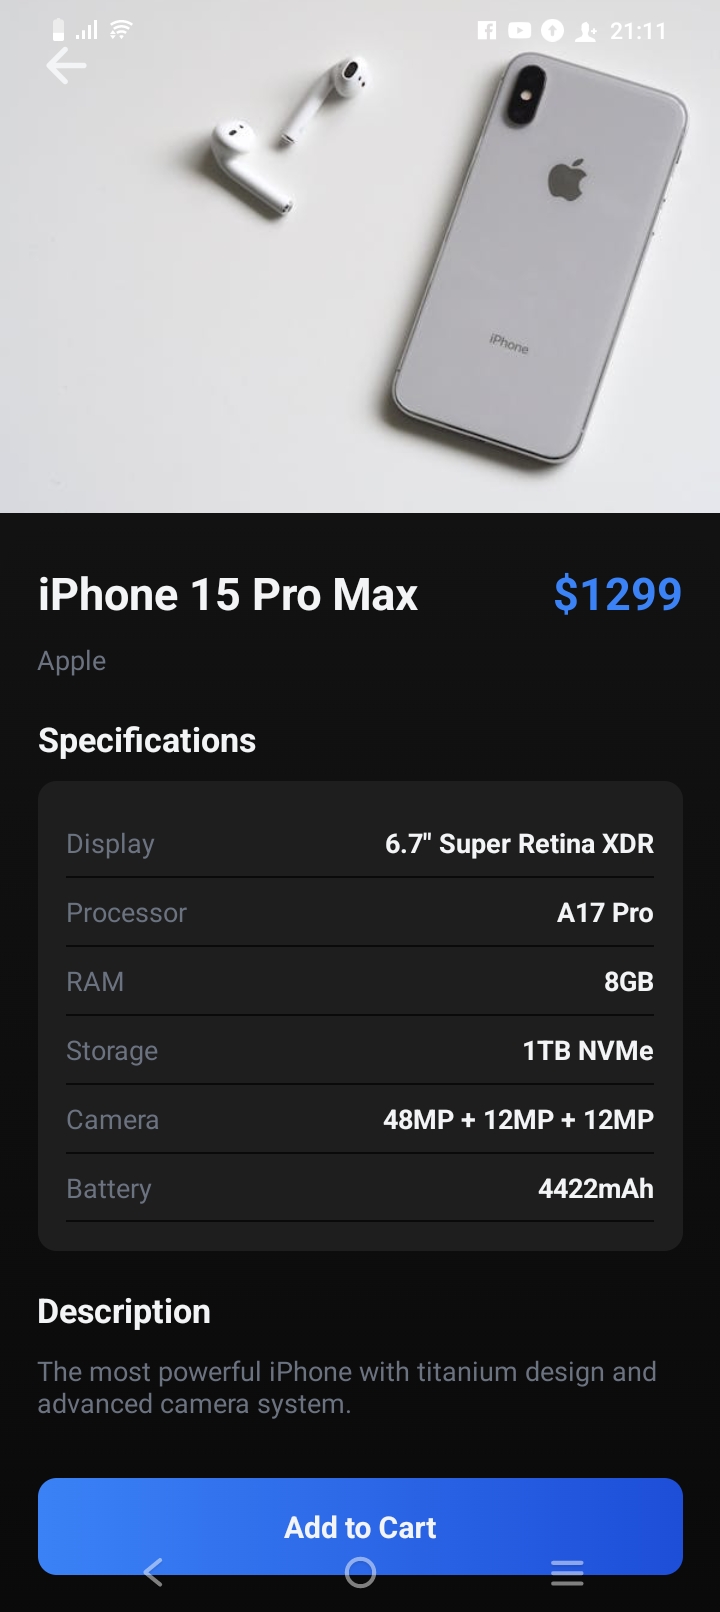 21:11
iPhone
iPhone 15 Pro Max $1299
Apple
Specifications
Display 6.7" Super Retina XDR
Processor A17 Pro
RAM 8GB
Storage 1TB NVMe
Camera 48MP + 12MP + 12MP
Battery 4422mAh
Description
The most powerful iPhone with titanium design and
advanced camera system.
Add to Cart